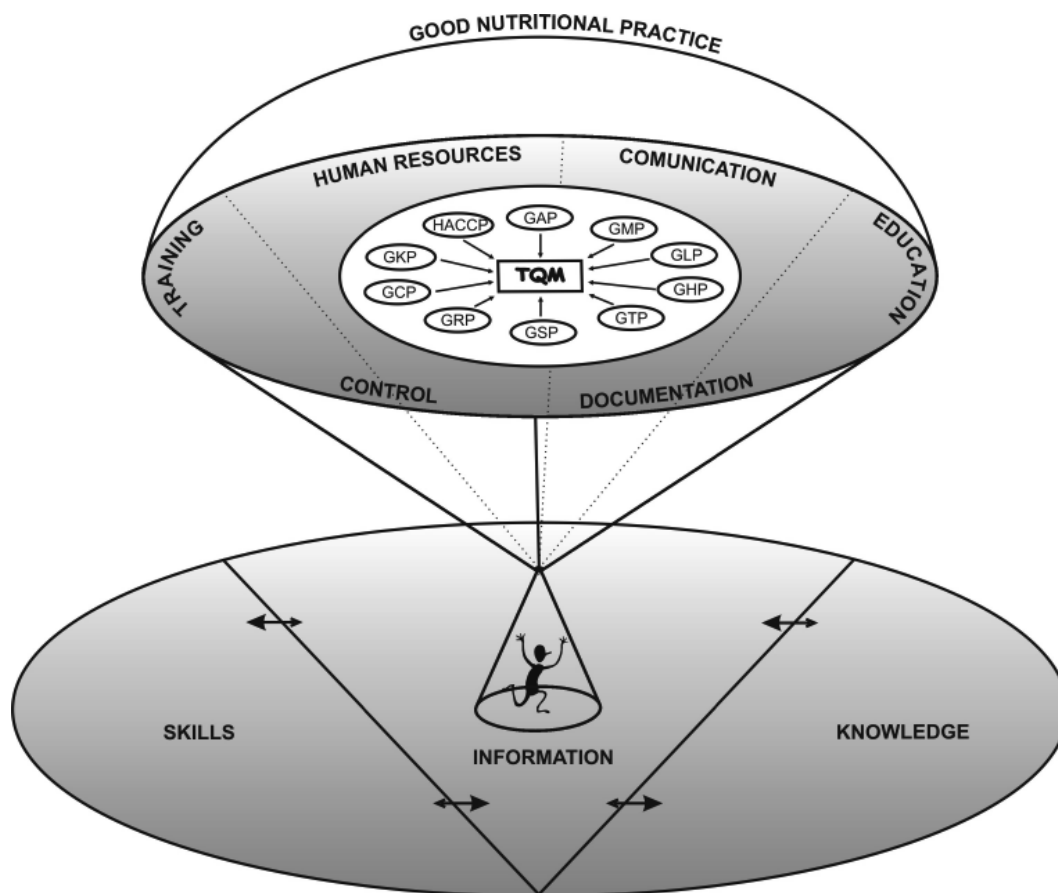 GOOD NUTRITIONAL PRACTICE
HUMAN RESOURCES
COMUNICATION
TRAINING
EDUCATION
HACCP
GAP
GMP
GKP
GLP
TQM
GCP
GHP
GRP
GSP
GTP
CONTROL
DOCUMENTATION
SKILLS
INFORMATION
KNOWLEDGE